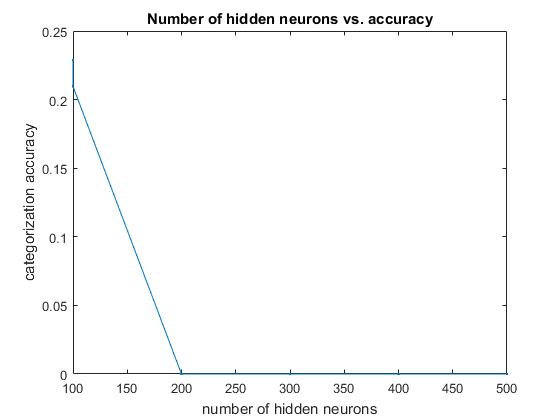 Number of hidden neurons vs. accuracy
0.25
0.2
0.15
0.1
0.05
0
categorization accuracy
100 150 200 250 300 350 400 450 500
number of hidden neurons